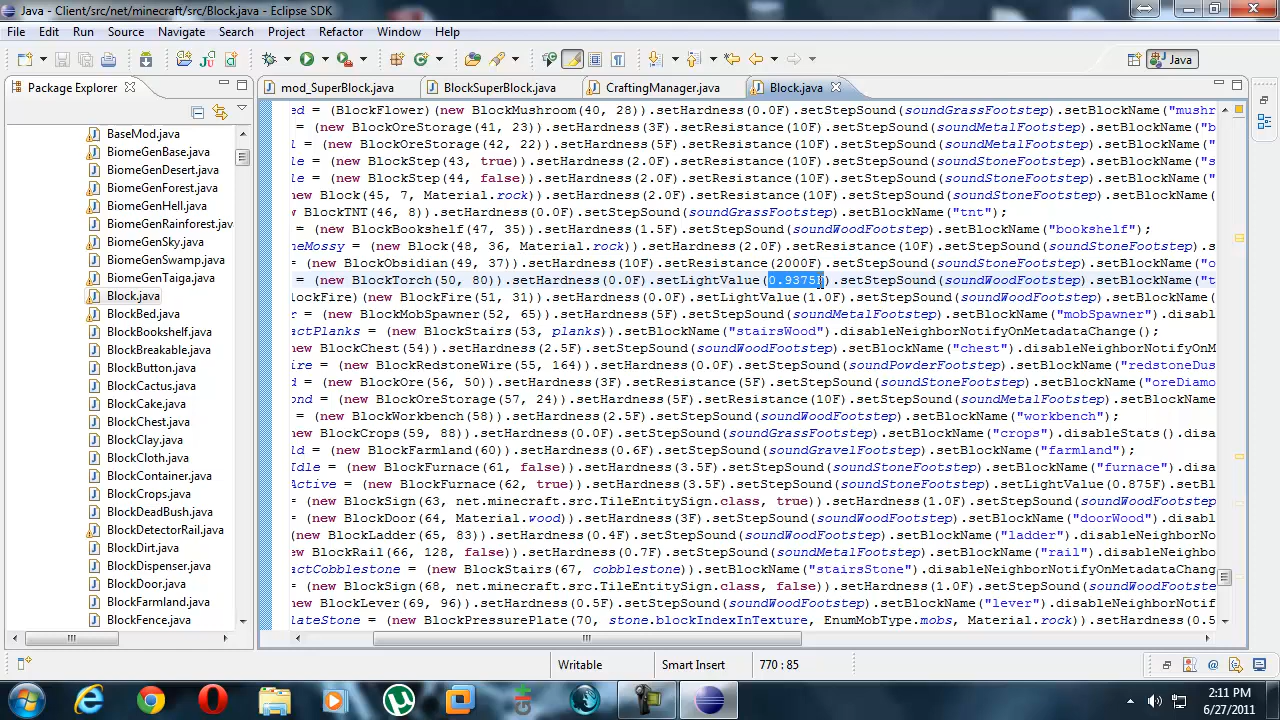 Java - Client/src/net/minecraft/src/Block.java - Eclipse SDK
File Edit Run Source Navigate Search Project Refactor Window Help
Java
Package Explorer
mod_SuperBlock.java BlockSuperBlock.java CraftingManager.java Block.java
BaseMod.java
BiomeGenBase.java
BiomeGenDesert.java
BiomeGenForest.java
BiomeGenHell.java
BiomeGenRainforest.jav
BiomeGenSky.java
BiomeGenSwamp.java
BiomeGenTaiga.java
Block.java
BlockBed.java
BlockBookshelf.java
BlockBreakable.java
BlockButton.java
BlockCactus.java
BlockCake.java
BlockChest.java
BlockClay.java
BlockCloth.java
BlockContainer.java
BlockCrops.java
BlockDeadBush.java
BlockDetectorRail.java
BlockDirt.java
BlockDispenser.java
BlockDoor.java
BlockFarmland.java
BlockFence.java
ed = (BlockFlower)(new BlockMushroom(40, 28)).setHardness(0.0F).setStepSound(soundGrassFootstep).setBlockName("mushr
= (new BlockOreStorage(41, 23)).setHardness(3F).setResistance(10F).setStepSound(soundMetalFootstep).setBlockName("b
l = (new BlockOreStorage(42, 22)).setHardness(5F).setResistance(10F).setStepSound(soundMetalFootstep).setBlockName("
le = (new BlockStep(43, true)).setHardness(2.0F).setResistance(10F).setStepSound(soundStoneFootstep).setBlockName("s
le = (new BlockStep(44, false)).setHardness(2.0F).setResistance(10F).setStepSound(soundStoneFootstep).setBlockName("
new Block(45, 7, Material.rock)).setHardness(2.0F).setResistance(10F).setStepSound(soundStoneFootstep).setBlockName("
w BlockTNT(46, 8)).setHardness(0.0F).setStepSound(soundGrassFootstep).setBlockName("tnt");
= (new BlockBookshelf(47, 35)).setHardness(1.5F).setStepSound(soundWoodFootstep).setBlockName("bookshelf");
neMossy = (new Block(48, 36, Material.rock)).setHardness(2.0F).setResistance(10F).setStepSound(soundStoneFootstep).s
= (new BlockObsidian(49, 37)).setHardness(10F).setResistance(2000F).setStepSound(soundStoneFootstep).setBlockName("o
= (new BlockTorch(50, 80)).setHardness(0.0F).setLightValue(0.9375F).setStepSound(soundWoodFootstep).setBlockName("t
lockFire)(new BlockFire(51, 31)).setHardness(0.0F).setLightValue(1.0F).setStepSound(soundWoodFootstep).setBlockName(
r = (new BlockMobSpawner(52, 65)).setHardness(5F).setStepSound(soundMetalFootstep).setBlockName("mobSpawner").disabl
actPlanks = (new BlockStairs(53, planks)).setBlockName("stairsWood").disableNeighborNotifyOnMetadataChange();
new BlockChest(54)).setHardness(2.5F).setStepSound(soundWoodFootstep).setBlockName("chest").disableNeighborNotifyOnM
ire = (new BlockRedstoneWire(55, 164)).setHardness(0.0F).setStepSound(soundPowderFootstep).setBlockName("redstoneDus
d = (new BlockOre(56, 50)).setHardness(3F).setResistance(5F).setStepSound(soundStoneFootstep).setBlockName("oreDiamo
ond = (new BlockOreStorage(57, 24)).setHardness(5F).setResistance(10F).setStepSound(soundMetalFootstep).setBlockName
= (new BlockWorkbench(58)).setHardness(2.5F).setStepSound(soundWoodFootstep).setBlockName("workbench");
new BlockCrops(59, 88)).setHardness(0.0F).setStepSound(soundGrassFootstep).setBlockName("crops").disableStats().disa
ld = (new BlockFarmland(60)).setHardness(0.6F).setStepSound(soundGravelFootstep).setBlockName("farmland");
Idle = (new BlockFurnace(61, false)).setHardness(3.5F).setStepSound(soundStoneFootstep).setBlockName("furnace").disa
Active = (new BlockFurnace(62, true)).setHardness(3.5F).setStepSound(soundStoneFootstep).setLightValue(0.875F).setBl
= (new BlockSign(63, net.minecraft.src.TileEntitySign.class, true)).setHardness(1.0F).setStepSound(soundWoodFootstep
= (new BlockDoor(64, Material.wood)).setHardness(3F).setStepSound(soundWoodFootstep).setBlockName("doorWood").disabl
(new BlockLadder(65, 83)).setHardness(0.4F).setStepSound(soundWoodFootstep).setBlockName("ladder").disableNeighborNo
new BlockRail(66, 128, false)).setHardness(0.7F).setStepSound(soundMetalFootstep).setBlockName("rail").disableNeighbo
actCobblestone = (new BlockStairs(67, cobblestone)).setBlockName("stairsStone").disableNeighborNotifyOnMetadataChang
= (new BlockSign(68, net.minecraft.src.TileEntitySign.class, false)).setHardness(1.0F).setStepSound(soundWoodFootste
new BlockLever(69, 96)).setHardness(0.5F).setStepSound(soundWoodFootstep).setBlockName("lever").disableNeighborNotif
lateStone = (new BlockPressurePlate(70, stone.blockIndexInTexture, EnumMobType.mobs, Material.rock)).setHardness(0.5
Writable Smart Insert 770 : 85
2:11 PM
6/27/2011